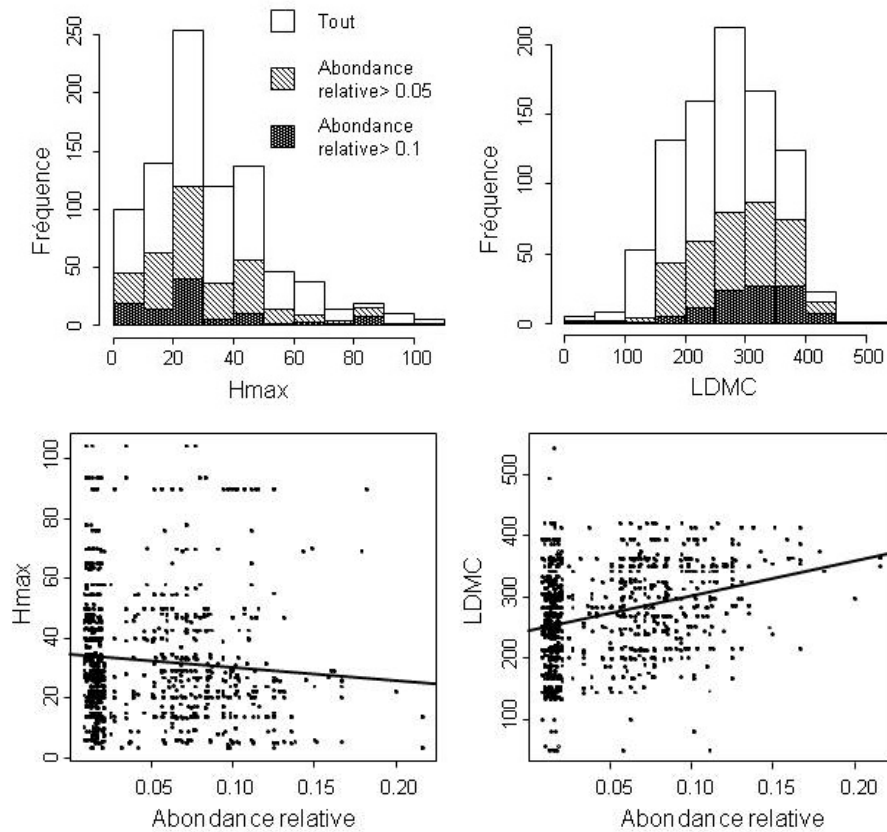 Tout
Abondance
relative> 0.05
Abondance
relative> 0.1
Fréquence
0 50 100 150 200 250
0 20 40 60 80 100
Hmax
Fréquence
0 50 100 150 200
0 100 200 300 400 500
LDMC
Hmax
0 20 40 60 80 100
0.05 0.10 0.15 0.20
Abondance relative
LDMC
100 200 300 400 500
0.05 0.10 0.15 0.20
Abondance relative